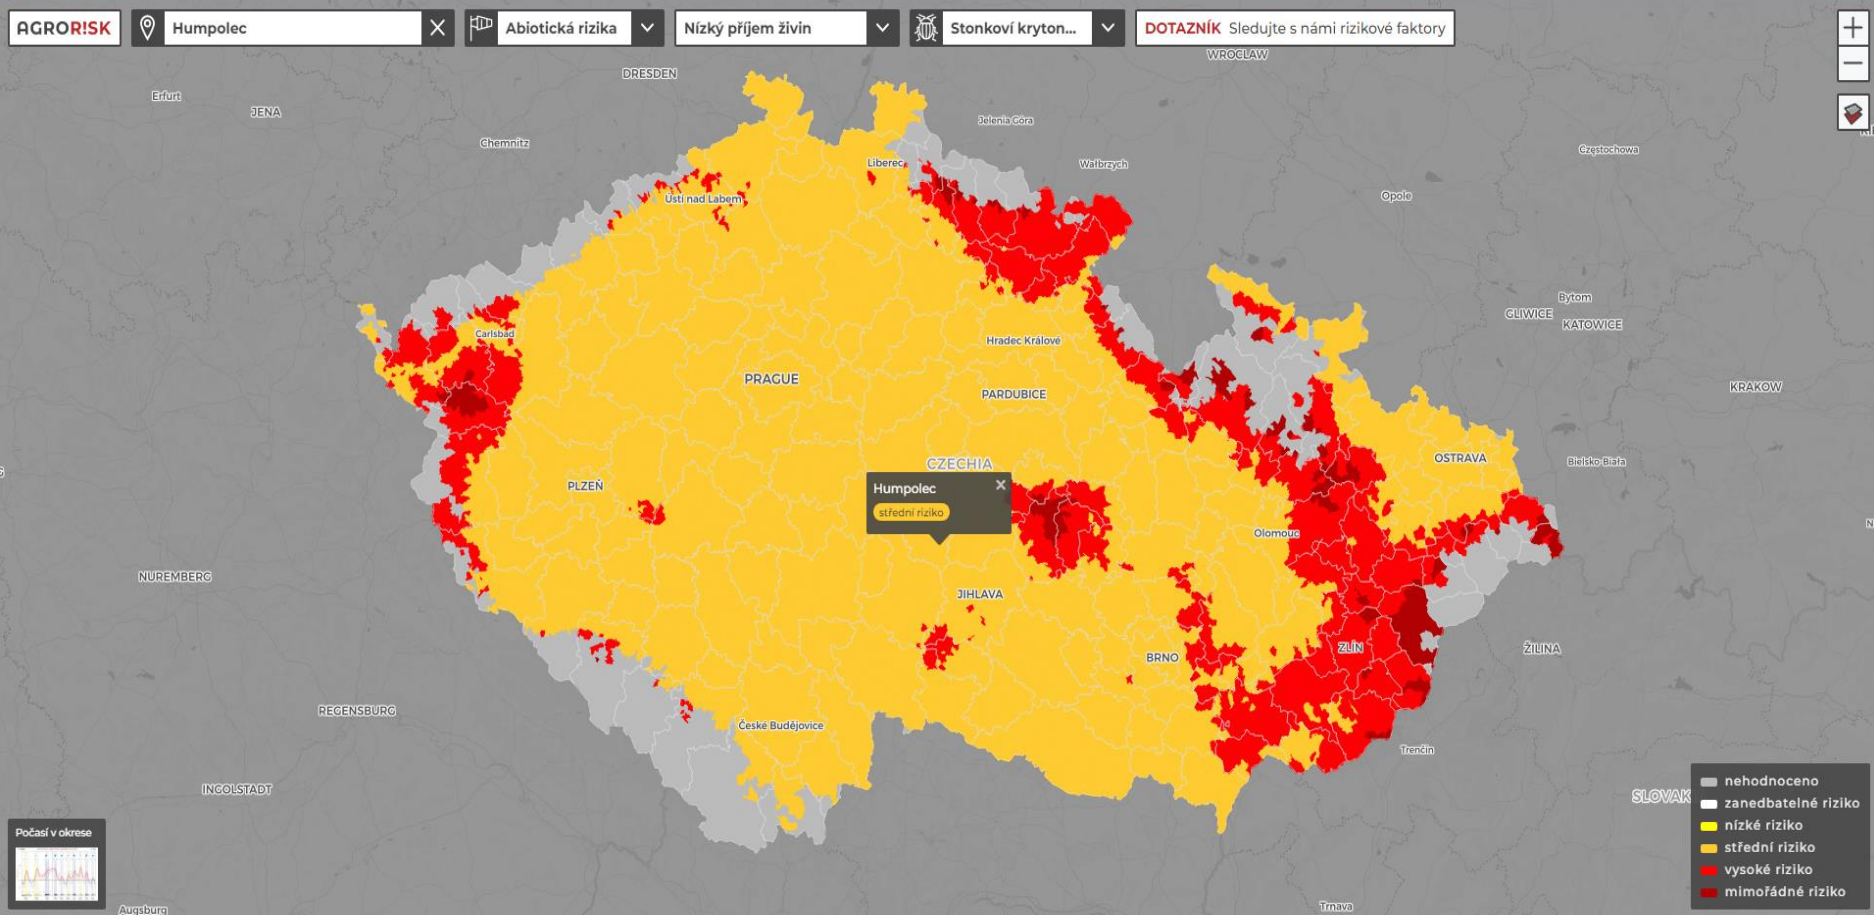 AGRORISK
Humpolec
Abiotická rizika
Nízký příjem živin
Stonkoví kryton...
DOTAZNÍK Sledujte s námi rizikové faktory
WROCLAW
DRESDEN
Erfurt
JENA
Jelenia Góra
Chemnitz
Częstochowa
Liberec
Wałbrzych
Opole
Ústí nad Labem
Bytom
GLIWICE
KATOWICE
Carlsbad
Hradec Králové
PRAGUE
KRAKOW
PARDUBICE
CZECHIA
OSTRAVA
Bielsko-Biała
PLZEŇ
Humpolec
střední riziko
Olomouc
NUREMBERG
JIHLAVA
ZLÍN
ŽILINA
BRNO
REGENSBURG
České Budějovice
Trenčín
INGOLSTADT
SLOVAK
nehodnoceno
zanedbatelné riziko
nízké riziko
střední riziko
vysoké riziko
mimořádné riziko
Počasí v okrese
Augsburg
Trnava